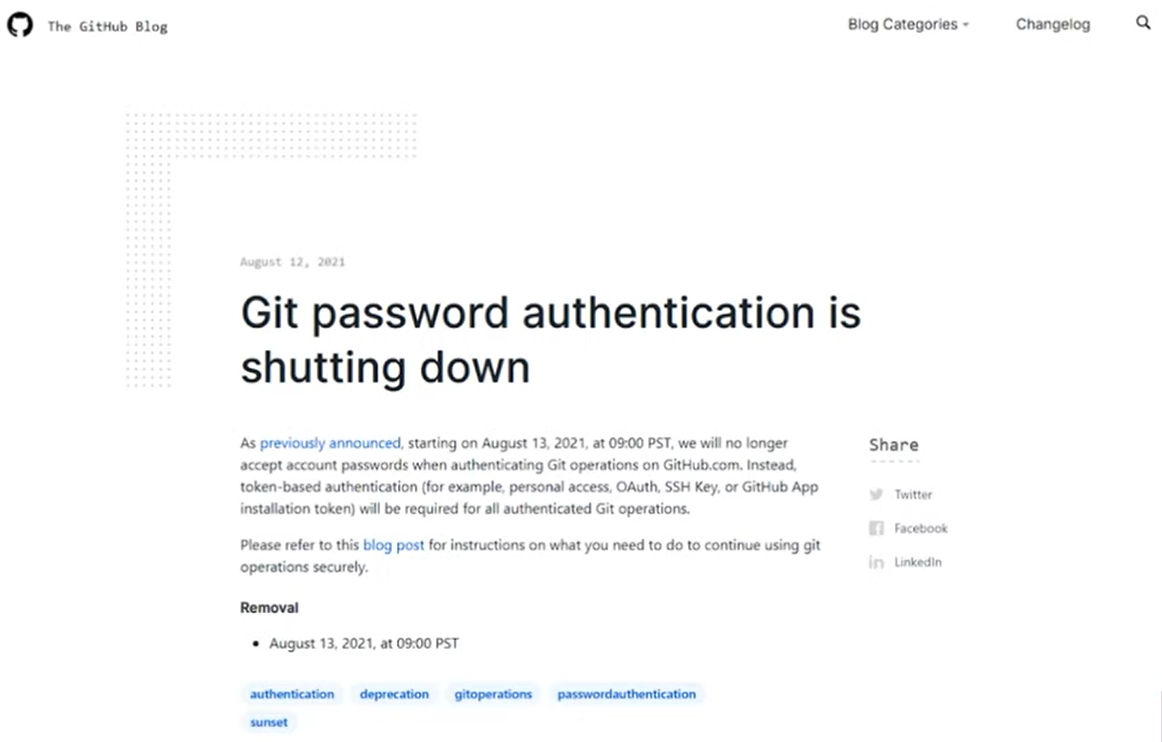 The GitHub Blog
Blog Categories
Changelog
August 12, 2021
Git password authentication is
shutting down
As previously announced, starting on August 13, 2021, at 09:00 PST, we will no longer
accept account passwords when authenticating Git operations on GitHub.com. Instead,
token-based authentication (for example, personal access, OAuth, SSH Key, or GitHub App
installation token) will be required for all authenticated Git operations.
Please refer to this blog post for instructions on what you need to do to continue using git
operations securely.
Removal
• August 13, 2021, at 09:00 PST
authentication deprecation gitoperations passwordauthentication
sunset
Share
Twitter
Facebook
LinkedIn